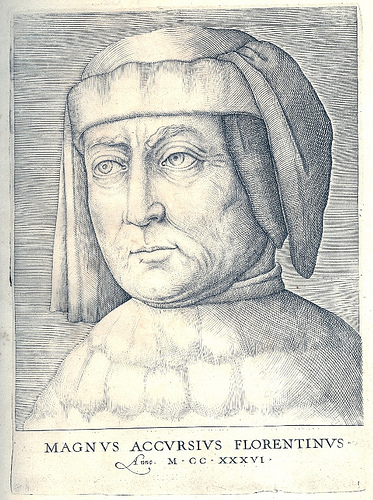 MAGNVS ACCVRSIVS FLORENTINVS·
Anno. M·CC·XXXVI·